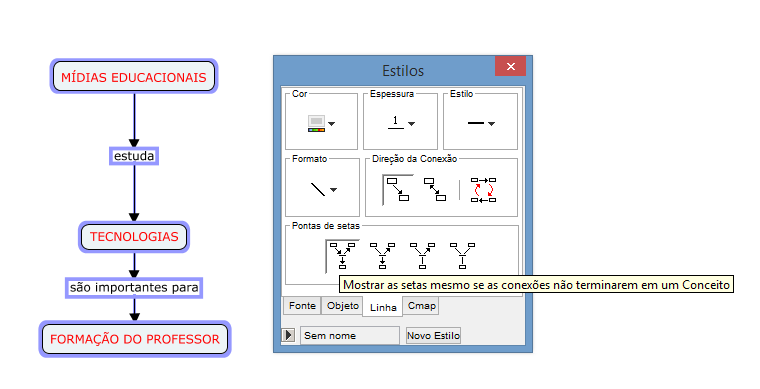 MÍDIAS EDUCACIONAIS
estuda
TECNOLOGIAS
são importantes para
FORMAÇÃO DO PROFESSOR
Estilos
Cor
Espessura
Estilo
1
Formato
Direção da Conexão
Pontas de setas
Mostrar as setas mesmo se as conexões não terminarem em um Conceito
Fonte
Objeto
Linha
Cmap
Sem nome
Novo Estilo